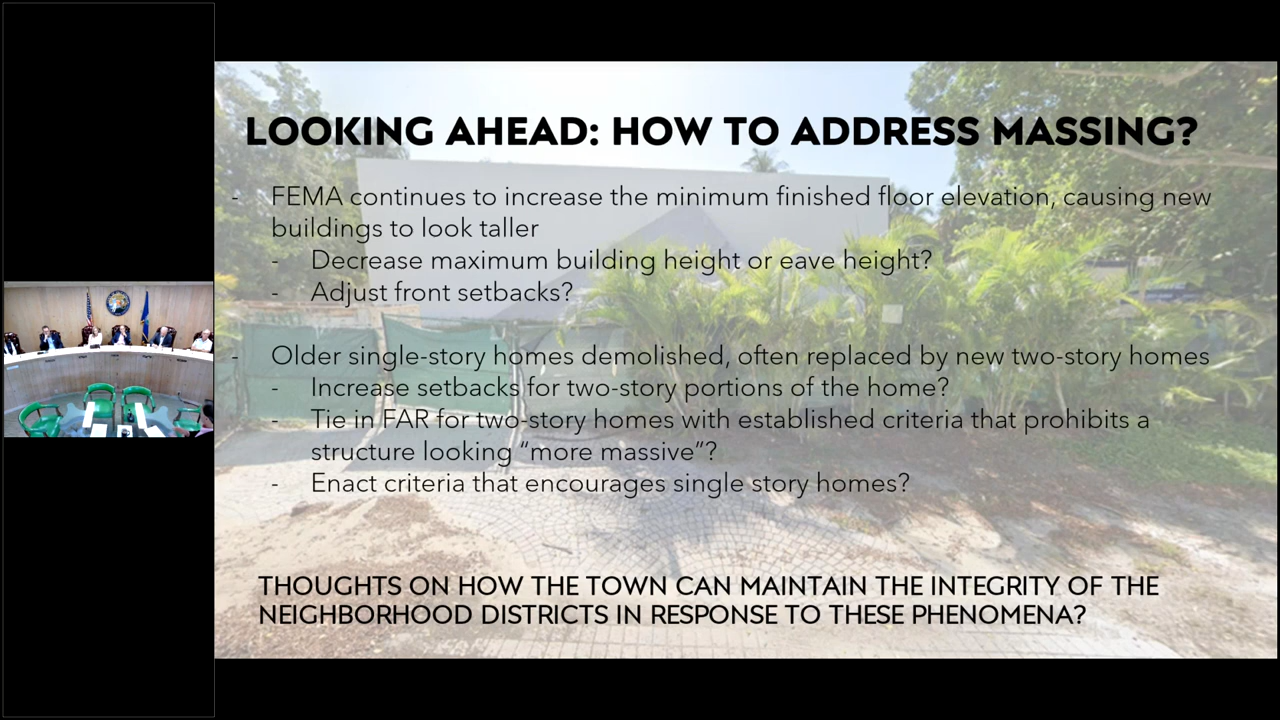 LOOKING AHEAD: HOW TO ADDRESS MASSING?
- FEMA continues to increase the minimum finished floor elevation, causing new
buildings to look taller
- Decrease maximum building height or eave height?
- Adjust front setbacks?
- Older single-story homes demolished, often replaced by new two-story homes
- Increase setbacks for two-story portions of the home?
- Tie in FAR for two-story homes with established criteria that prohibits a
structure looking “more massive”?
- Enact criteria that encourages single story homes?
THOUGHTS ON HOW THE TOWN CAN MAINTAIN THE INTEGRITY OF THE
NEIGHBORHOOD DISTRICTS IN RESPONSE TO THESE PHENOMENA?